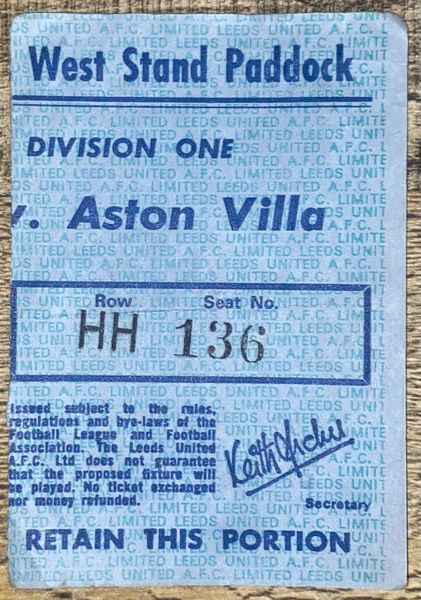 West Stand Paddock
DIVISION ONE
v. Aston Villa
Row Seat No.
HH 136
Issued subject to the rules,
regulations and bye-laws of the
Football League and Football
Association. The Leeds United
A.F.C. Ltd does not guarantee
that the proposed fixture will
be played. No ticket exchanged
nor money refunded.
Keith Archer
Secretary
RETAIN THIS PORTION